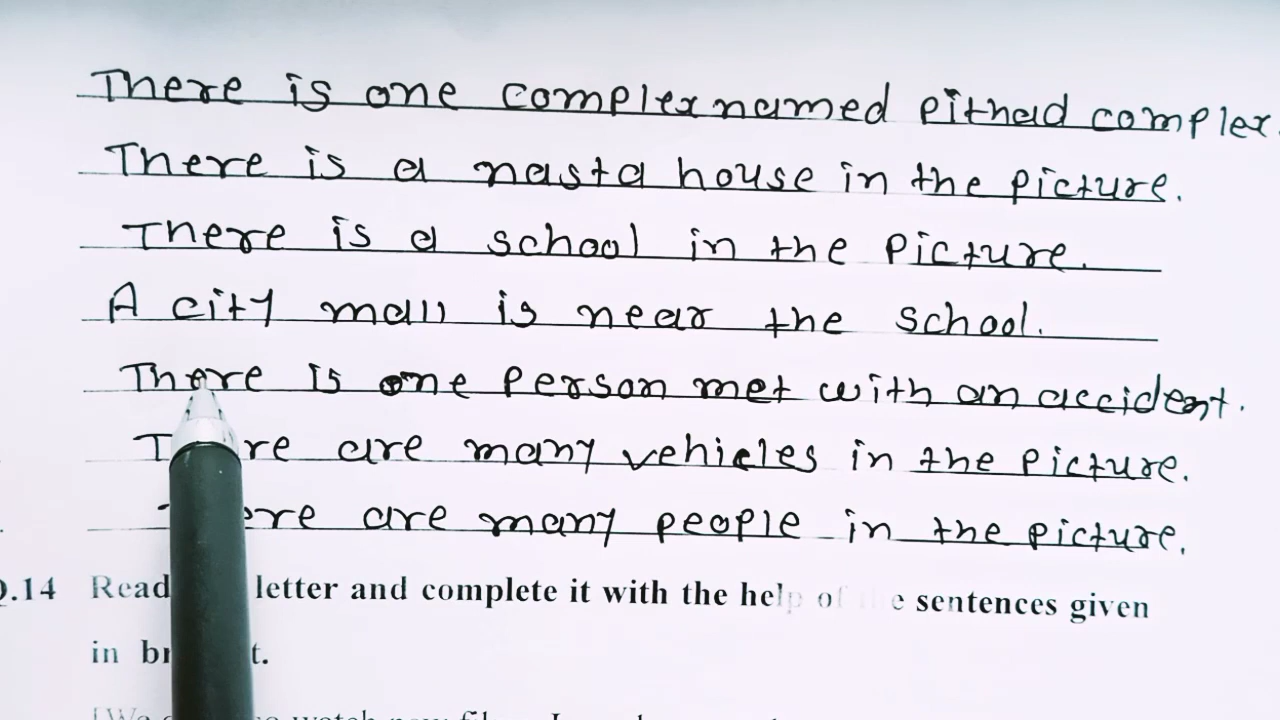 There is one complex named Pithad complex.
There is a nasta house in the picture.
There is a school in the picture.
A city mall is near the school.
There is one person met with an accident.
are many vehicles in the picture.
are many people in the picture.
Q.14 Read letter and complete it with the help of sentences given
in